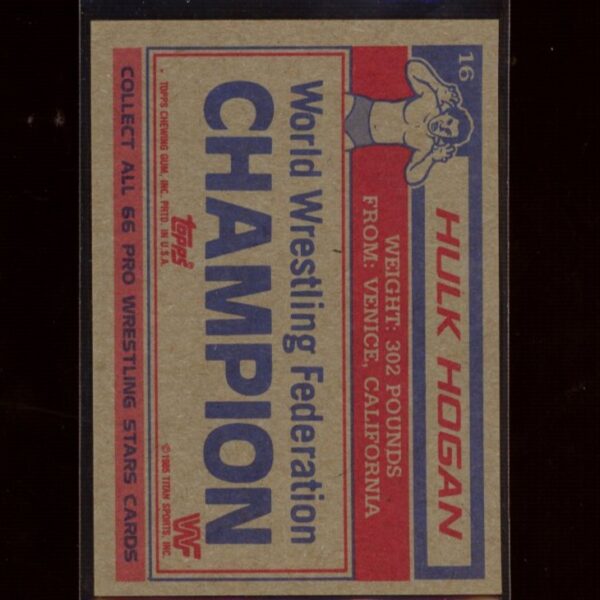 16
HULK HOGAN
WEIGHT: 302 POUNDS
FROM: VENICE, CALIFORNIA
World Wrestling Federation
CHAMPION
topps
TOPPS CHEWING GUM, INC. PRTD. IN U.S.A.
©1985 TITAN SPORTS, INC.
COLLECT ALL 66 PRO WRESTLING STARS CARDS